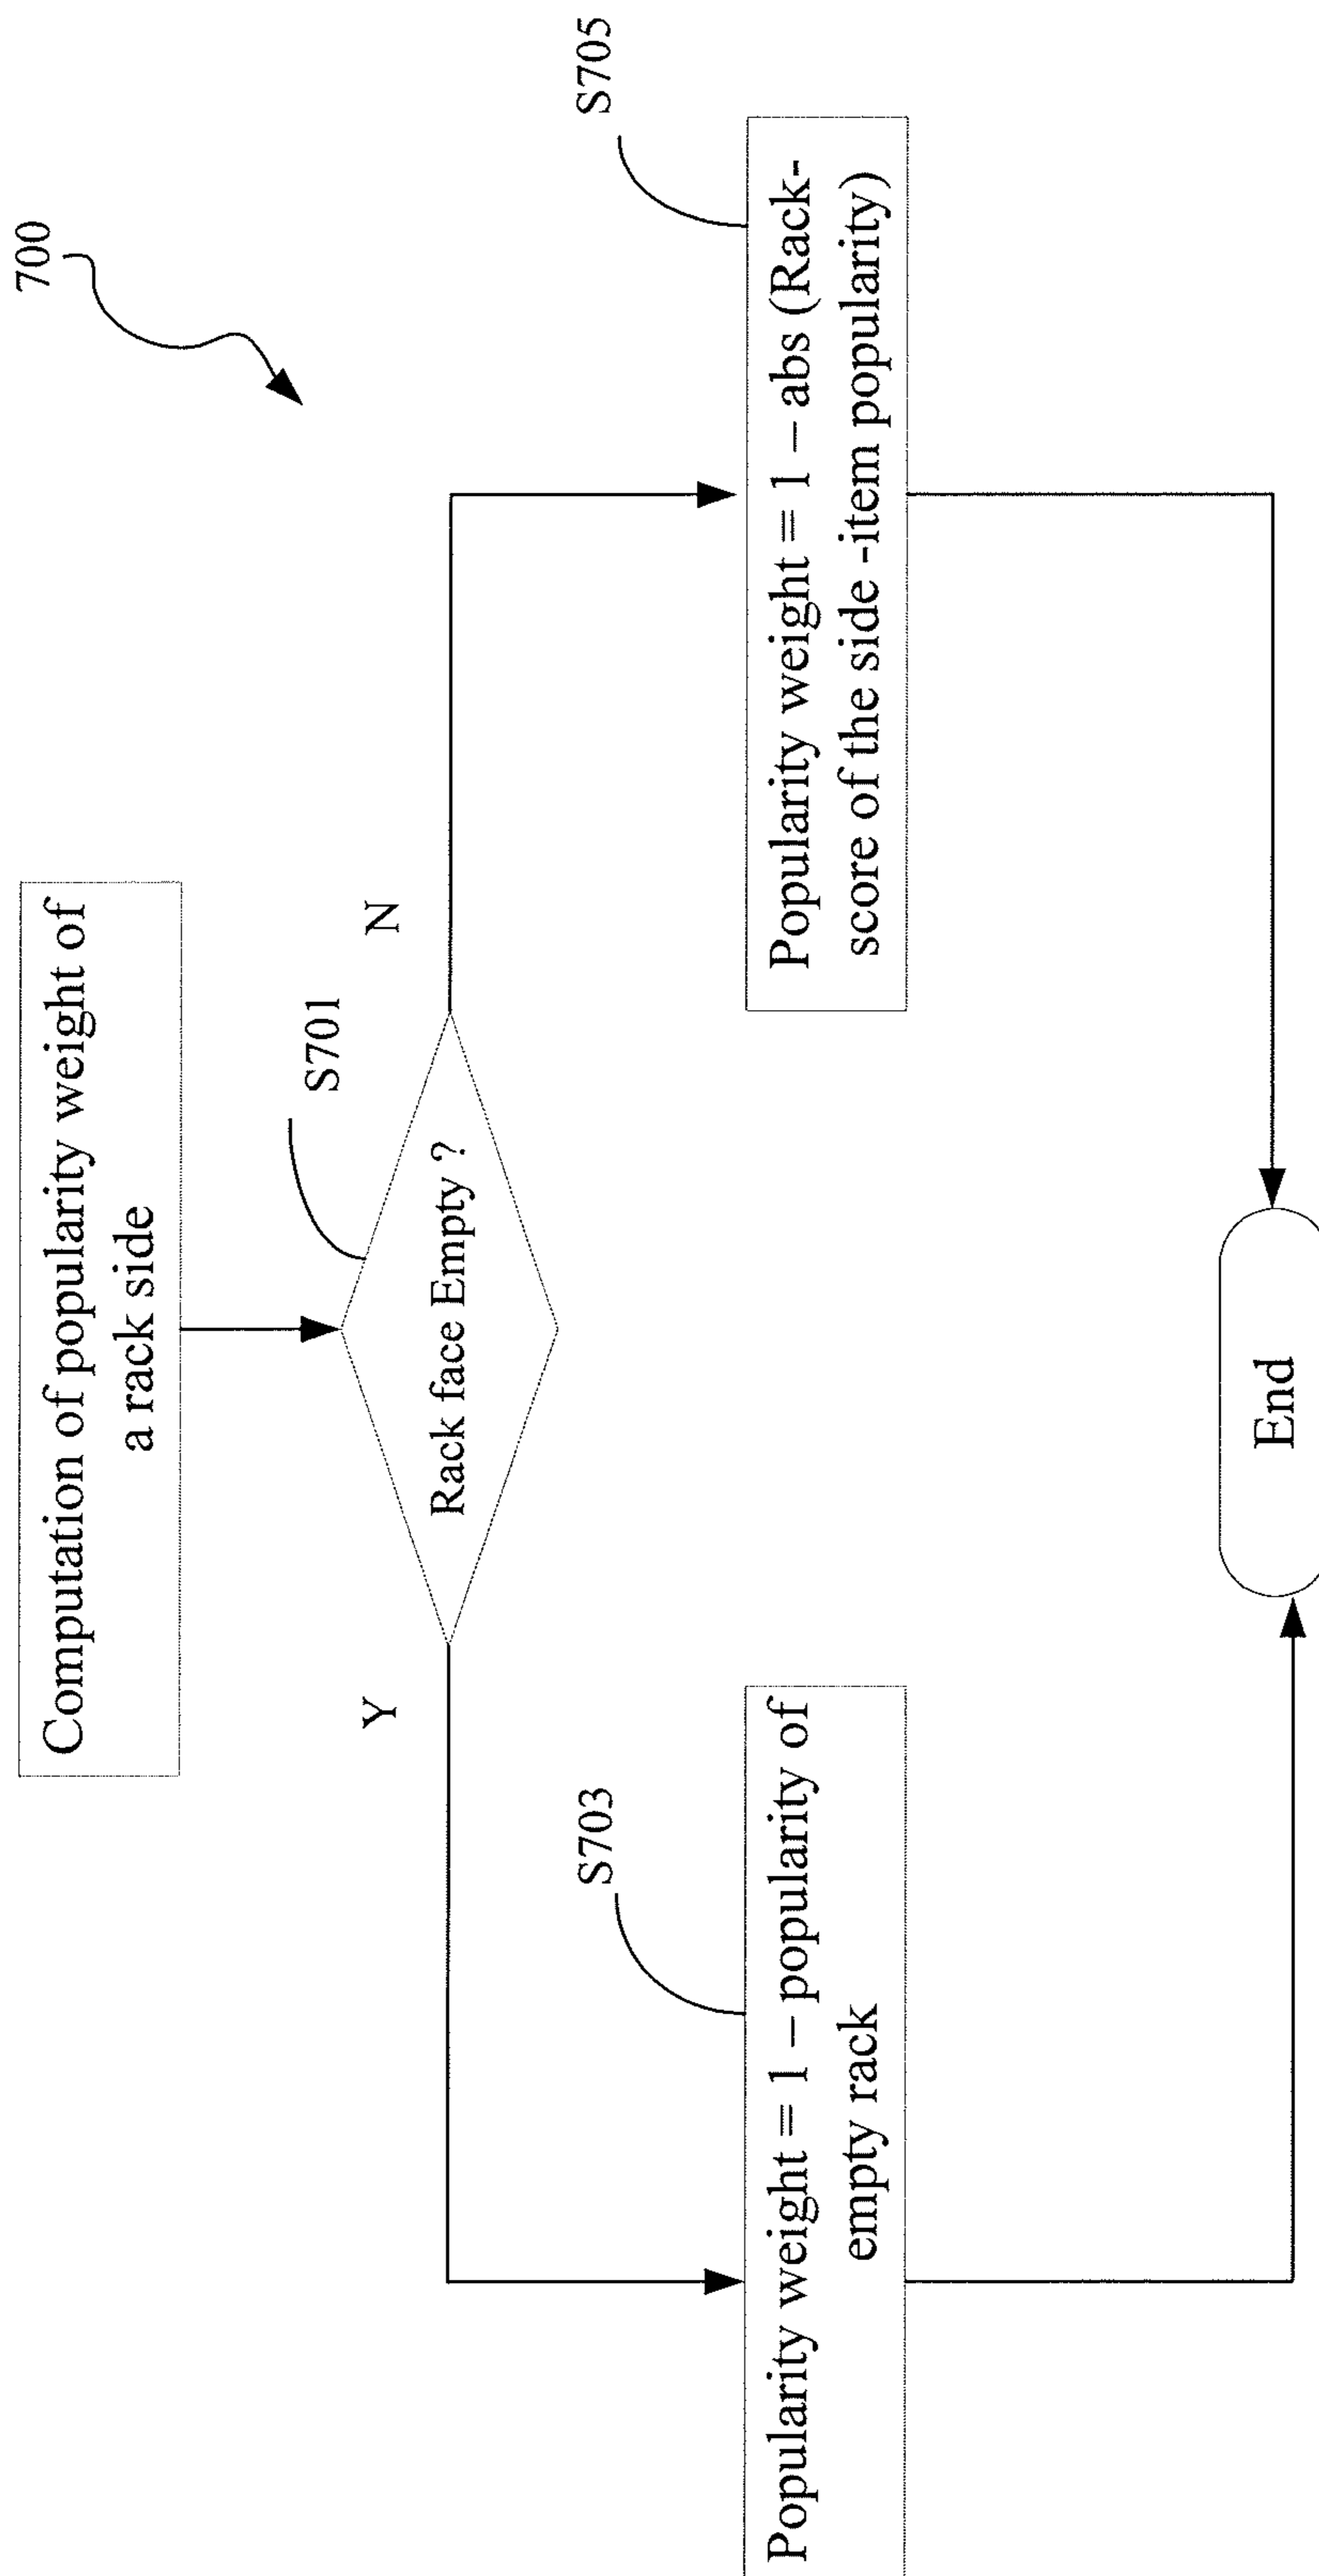 700
Computation of popularity weight of
a rack side
S701
Rack face Empty ?
Y
N
S703
Popularity weight = 1 – popularity of
empty rack
S705
Popularity weight = 1 – abs (Rack-
score of the side -item popularity)
End